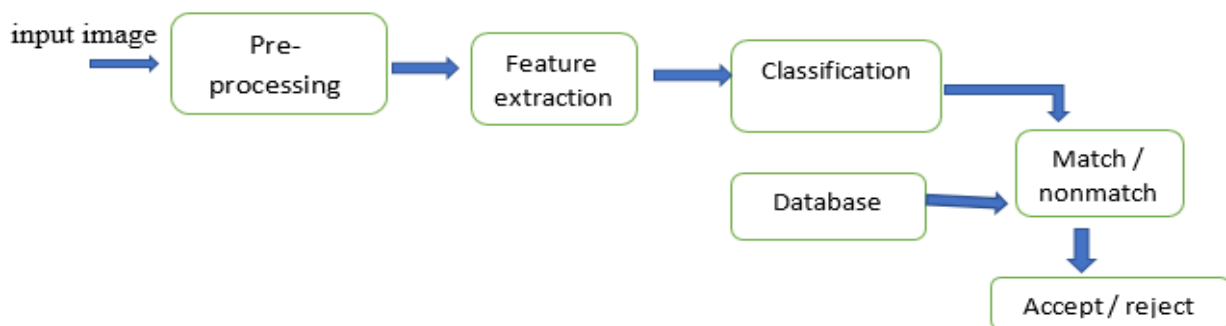 input image
Pre-
processing
Feature
extraction
Classification
Match /
nonmatch
Database
Accept / reject